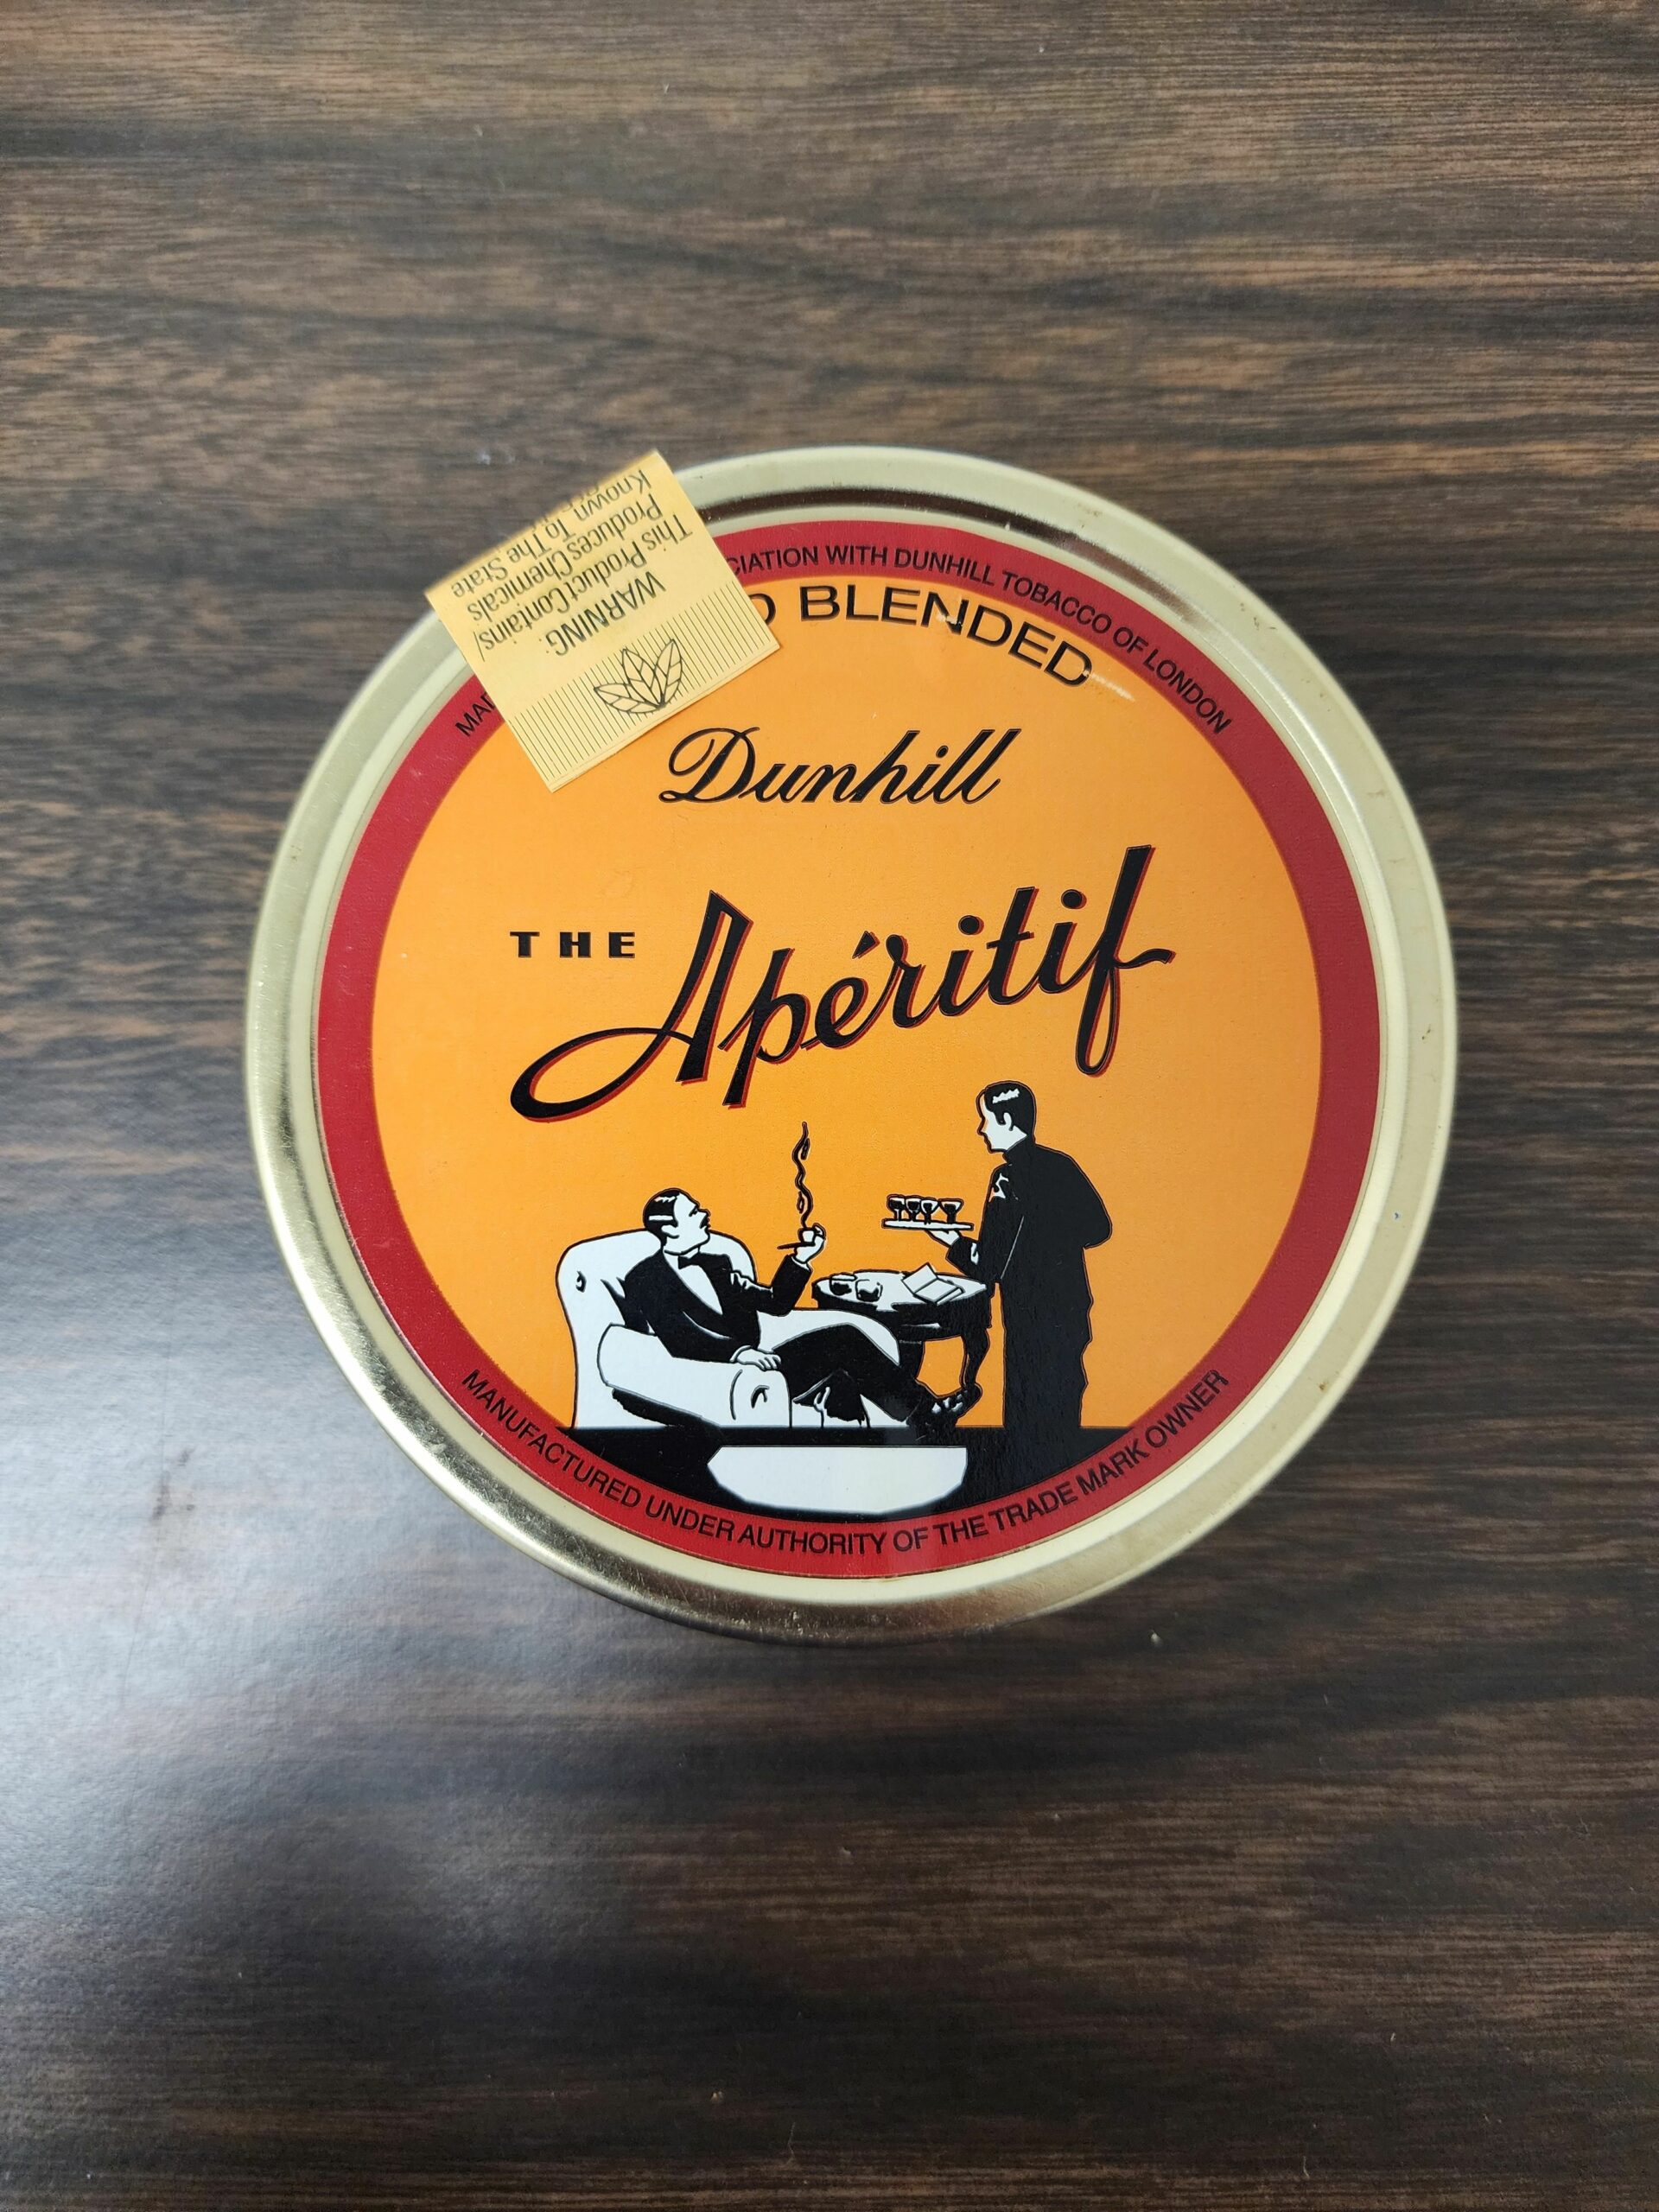 CIATION WITH DUNHILL TOBACCO OF LONDON
BLENDED
Dunhill
THE Apéritif
MANUFACTURED UNDER AUTHORITY OF THE TRADE MARK OWNER
WARNING:
This Product Contains/
Produces Chemicals
Known To The State